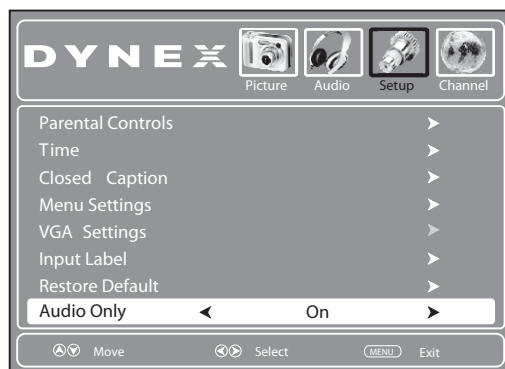 DYNEX
Picture Audio Setup Channel
Parental Controls
Time
Closed Caption
Menu Settings
VGA Settings
Input Label
Restore Default
Audio Only On
Move Select MENU Exit